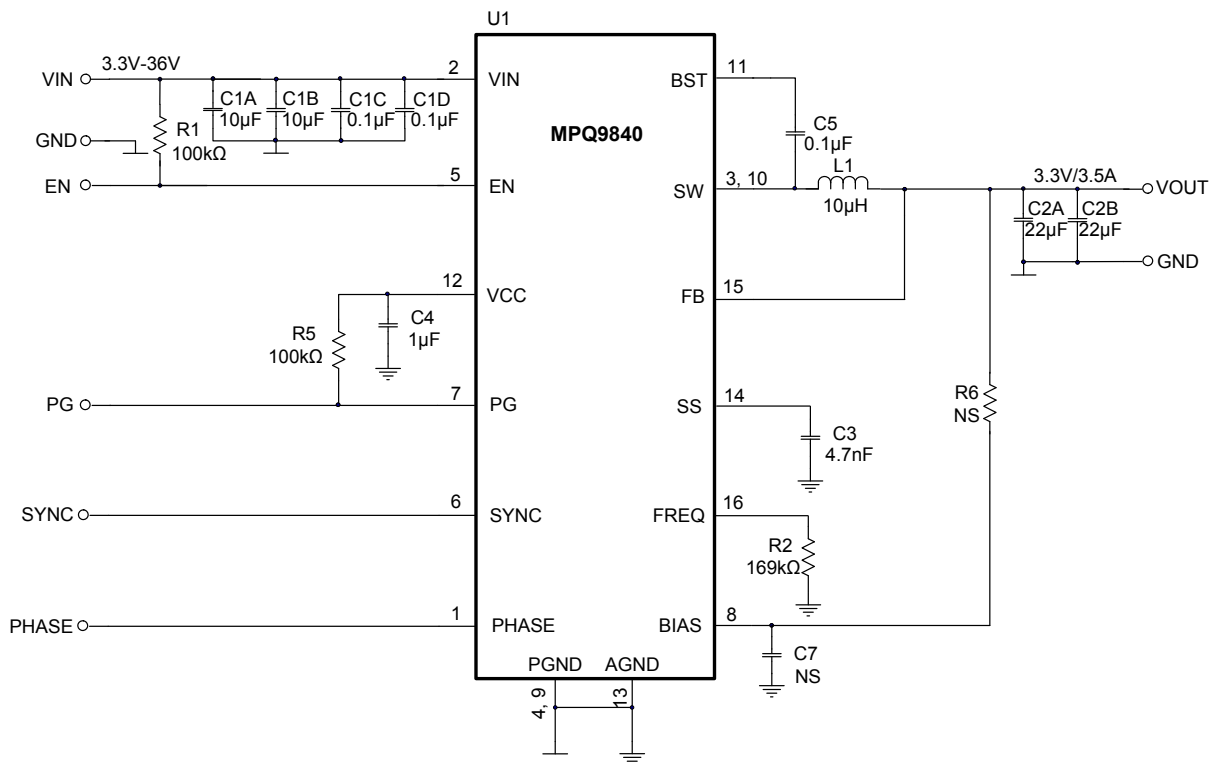 U1
VIN
3.3V-36V
2
VIN
BST
11
C1A
10µF
C1B
10µF
C1C
0.1µF
C1D
0.1µF
MPQ9840
C5
0.1µF
GND
R1
100kΩ
EN
5
EN
SW
3, 10
L1
10µH
3.3V/3.5A
VOUT
C2A
22µF
C2B
22µF
GND
12
VCC
FB
15
R5
100kΩ
C4
1µF
PG
7
PG
SS
14
R6
NS
C3
4.7nF
SYNC
6
SYNC
FREQ
16
R2
169kΩ
PHASE
1
PHASE
BIAS
8
C7
NS
PGND
AGND
4, 9
13